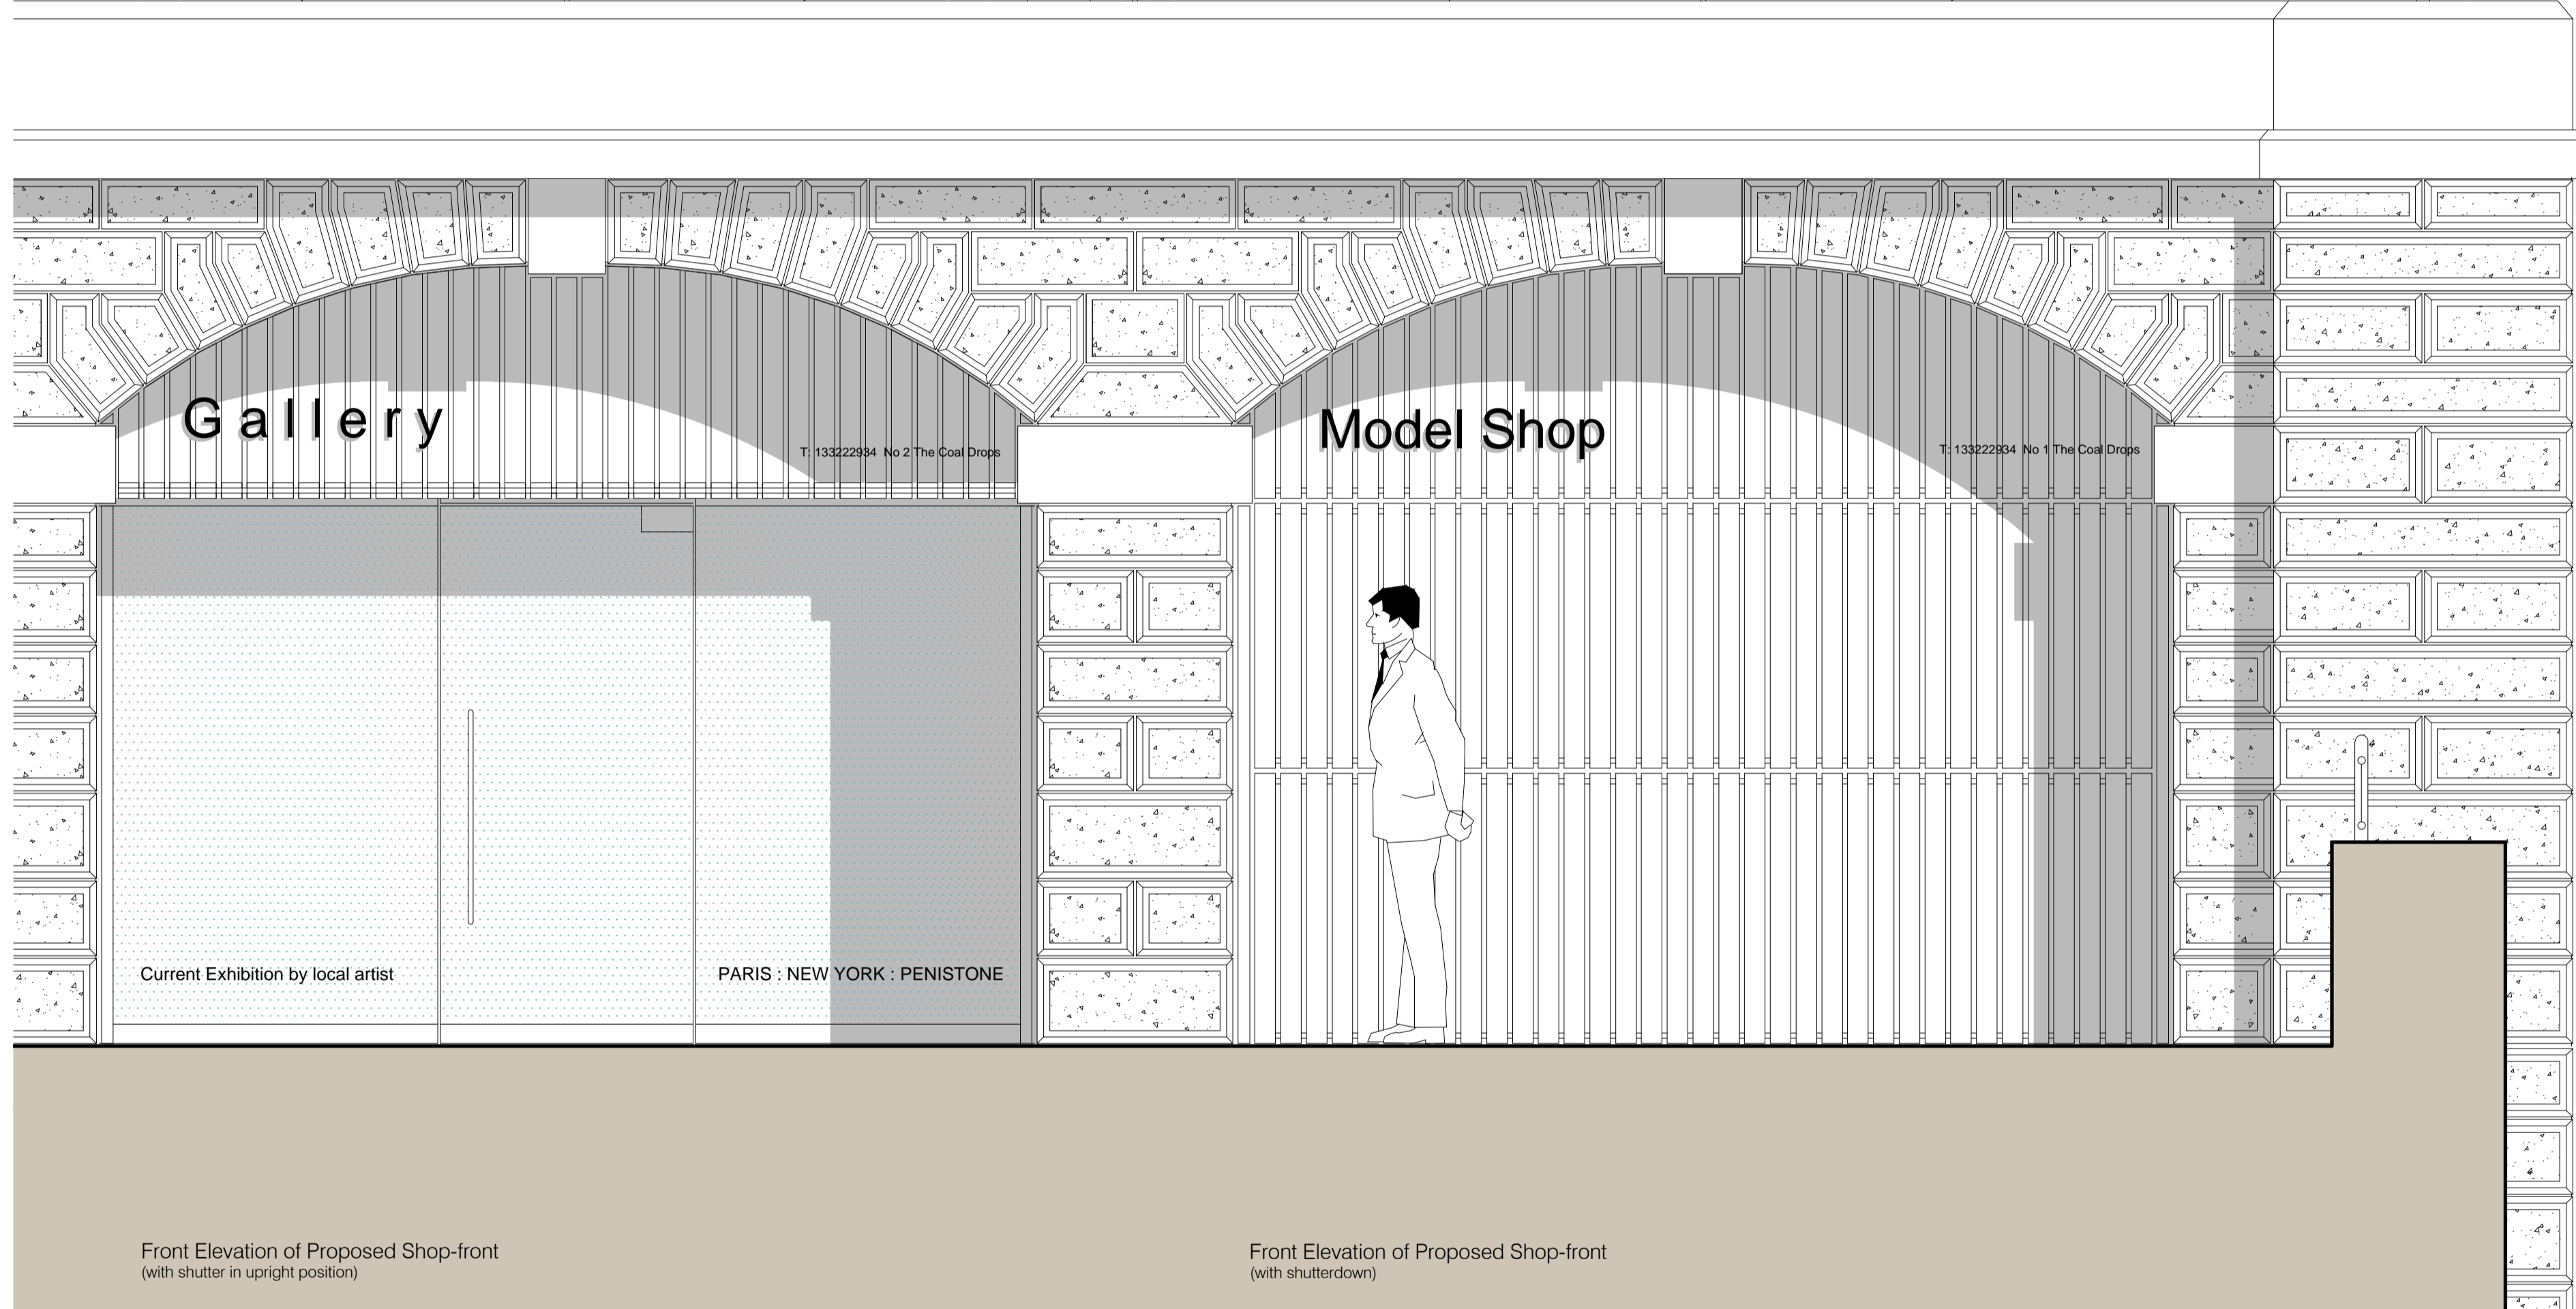 Gallery
T: 133222934 No 2 The Coal Drops
Model Shop
T: 133222934 No 1 The Coal Drops
Current Exhibition by local artist
PARIS : NEW YORK : PENISTONE
Front Elevation of Proposed Shop-front
(with shutter in upright position)
Front Elevation of Proposed Shop-front
(with shutterdown)